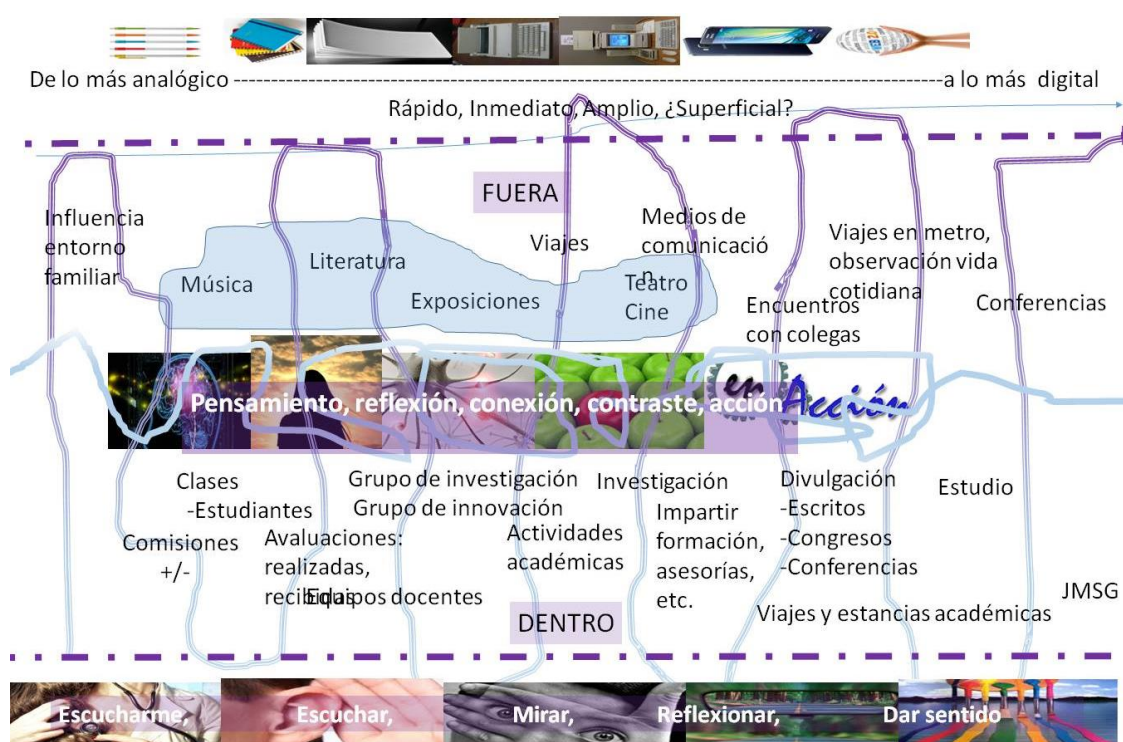 De lo más analógico -------------------------------------------------------------------------------------a lo más digital
Rápido, Inmediato, Amplio, ¿Superficial?
FUERA
Influencia
entorno
familiar
Música
Literatura
Exposiciones
Viajes
Medios de
comunicació
n
Teatro
Cine
Encuentros
con colegas
Viajes en metro,
observación vida
cotidiana
Conferencias
Pensamiento, reflexión, conexión, contraste, acción
en
Acción
Clases
-Estudiantes
Comisiones
+/-
Grupo de investigación
Grupo de innovación
Avaluaciones:
realizadas,
recibidas
Equipos docentes
Actividades
académicas
Investigación
Impartir
formación,
asesorías,
etc.
Divulgación
-Escritos
-Congresos
-Conferencias
Estudio
Viajes y estancias académicas
JMSG
DENTRO
Escucharme, Escuchar, Mirar, Reflexionar, Dar sentido